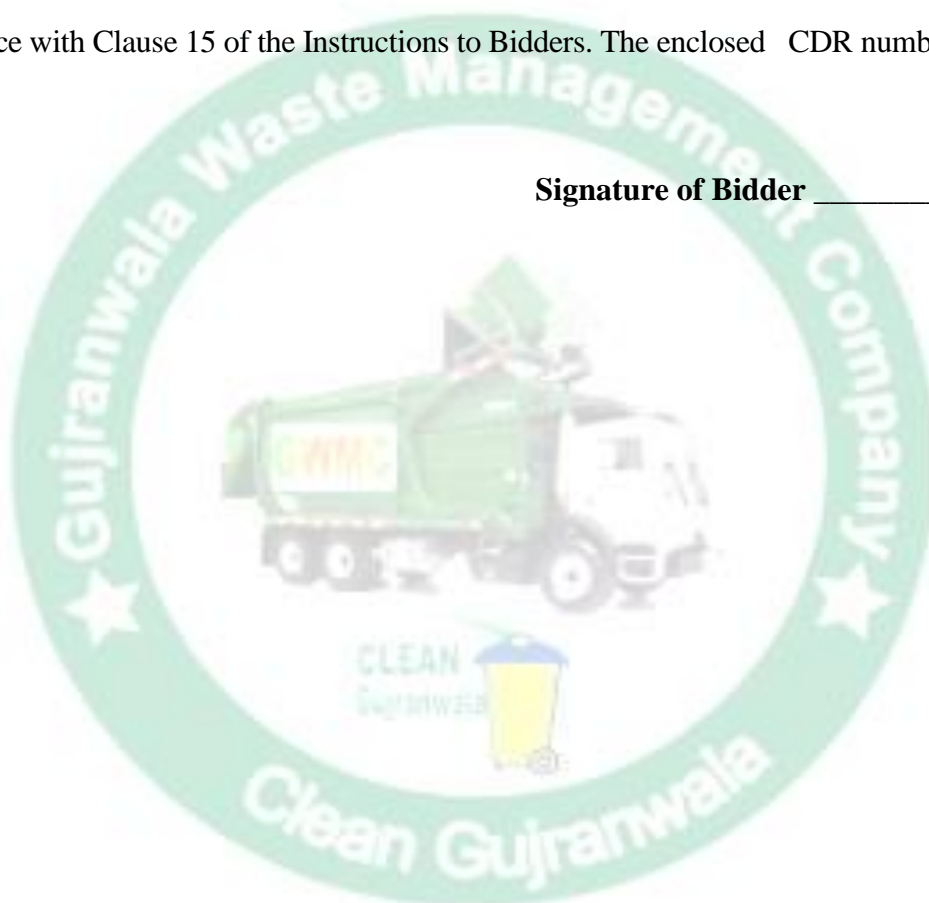 ce with Clause 15 of the Instructions to Bidders. The enclosed CDR numb
Signature of Bidder ________
Gujranwala Waste Management Company
GWMC
CLEAN
Gujranwala
Clean Gujranwala